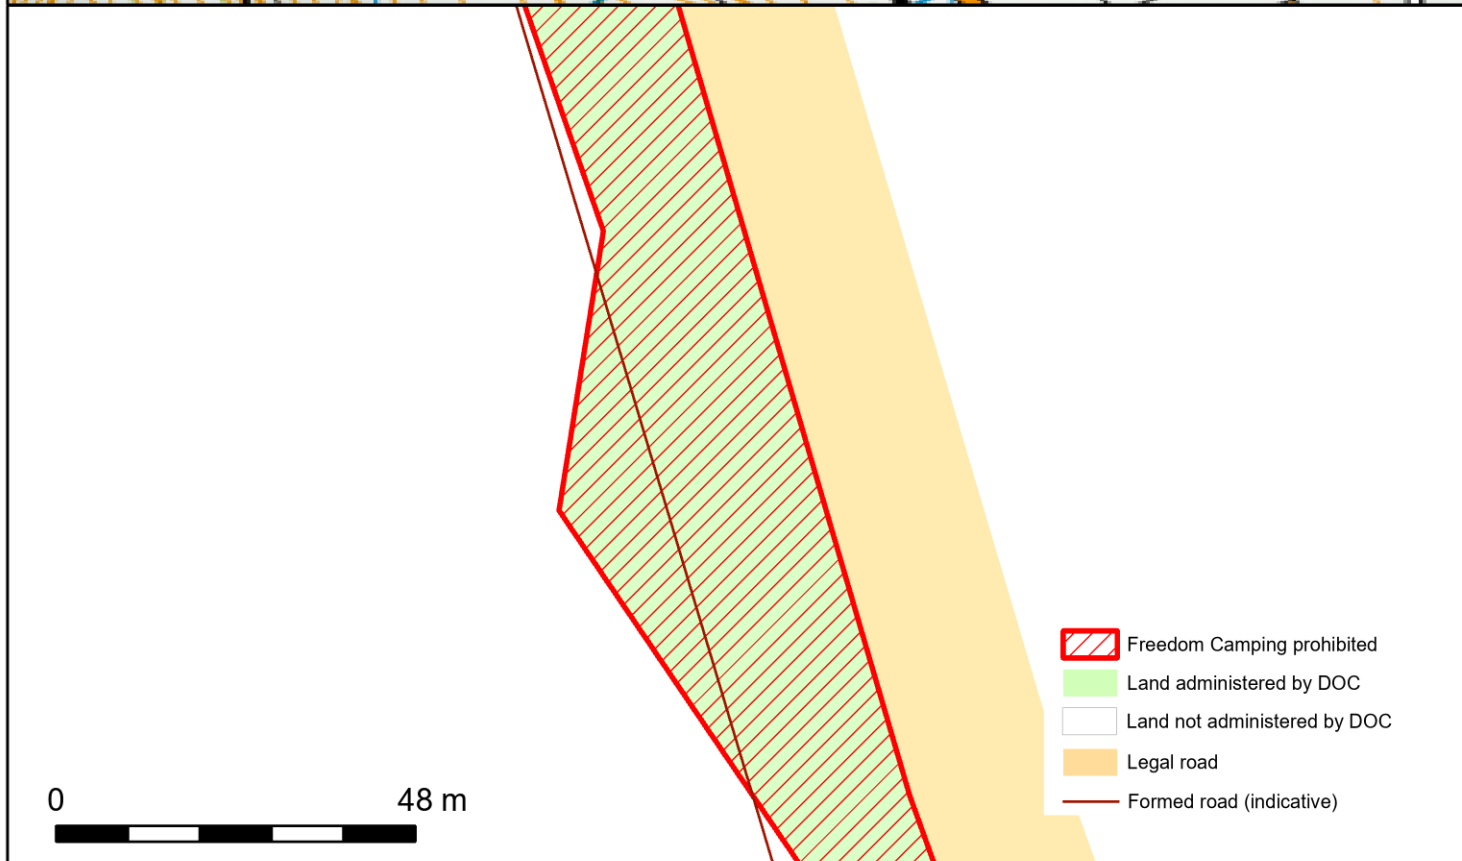 Freedom Camping prohibited
Land administered by DOC
Land not administered by DOC
Legal road
Formed road (indicative)
0 48 m